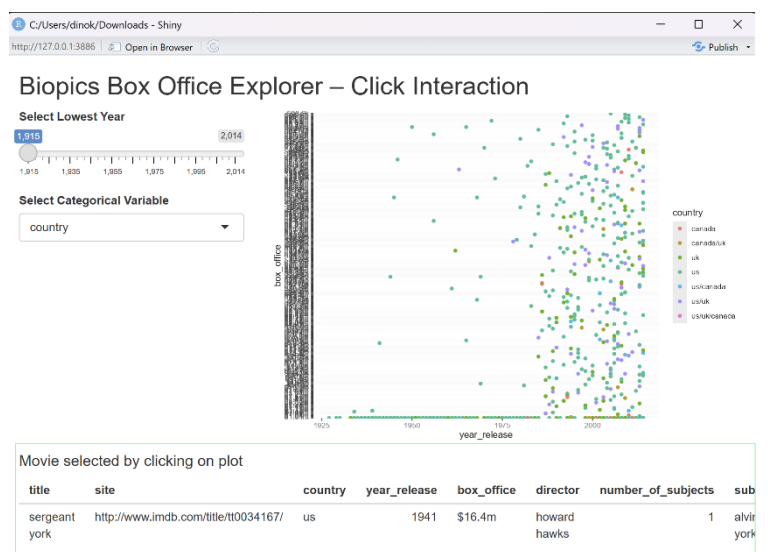 C:/Users/dinok/Downloads - Shiny
http://127.0.0.1:3886 Open in Browser Publish
Biopics Box Office Explorer – Click Interaction
Select Lowest Year
1,915 2,014
1,915 1,935 1,955 1,975 1,995 2,014
Select Categorical Variable
country
box_office
1925 1950 1975 2000
year_release
country
canada
canada/uk
uk
us
us/canada
us/uk
us/uk/canada
Movie selected by clicking on plot
title site country year_release box_office director number_of_subjects sub
sergeant http://www.imdb.com/title/tt0034167/ us 1941 $16.4m howard 1 alvin
york hawks york